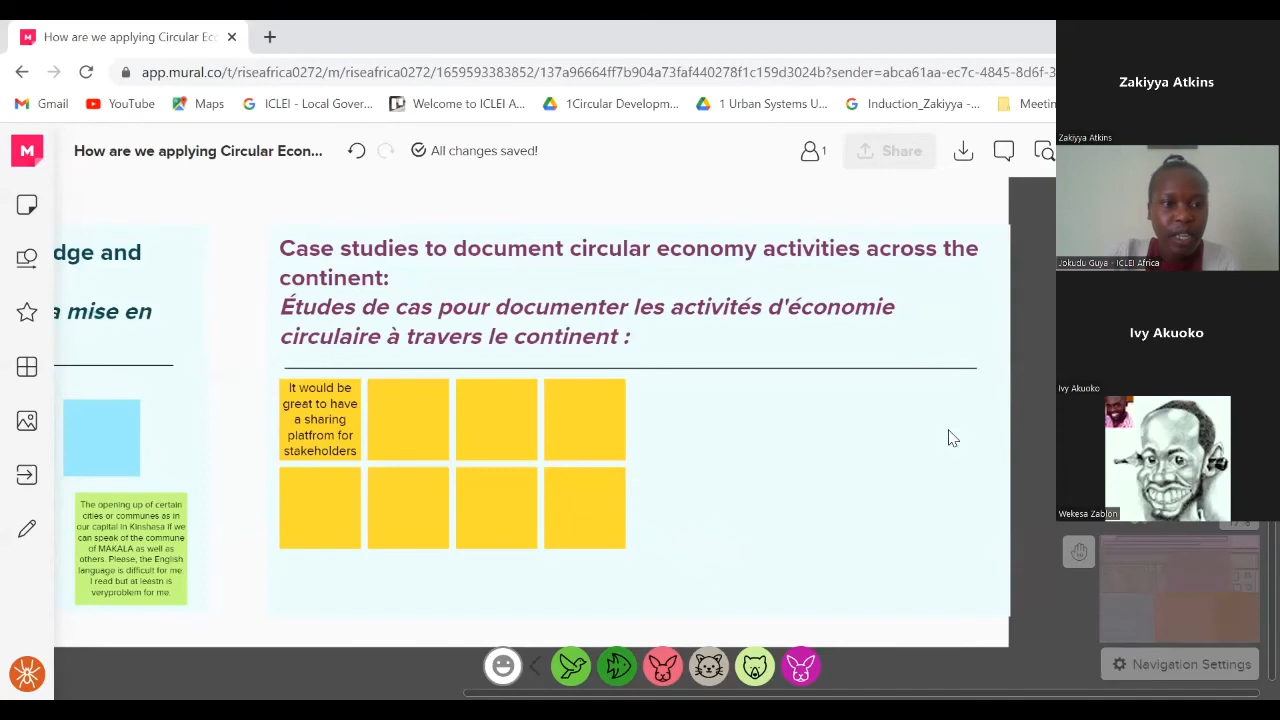 How are we applying Circular Ec
app.mural.co/t/riseafrica0272/m/riseafrica0272/1659593383852/137a96664ff7b904a73faf440278f1c159d3024b?sender=abca61aa-ec7c-4845-8d6f-3
Gmail
YouTube
Maps
ICLEI - Local Gover...
Welcome to ICLEI A...
1Circular Developm...
1 Urban Systems U...
Induction_Zakiyya -...
Meetin
M
How are we applying Circular Econ...
All changes saved!
1
Share
dge and
a mise en
Case studies to document circular economy activities across the
continent:
Études de cas pour documenter les activités d'économie
circulaire à travers le continent :
It would be
great to have
a sharing
platfrom for
stakeholders
The opening up of certain
cities or communes as in
our capital in Kinshasa if we
can speak of the commune
of MAKALA as well as
others. Please, the English
language is difficult for me.
I read but at leastn is
veryproblem for me.
Zakiyya Atkins
Zakiyya Atkins
Jokudu Guya - ICLEI Africa
Ivy Akuoko
Ivy Akuoko
Wekesa Zablon
Navigation Settings